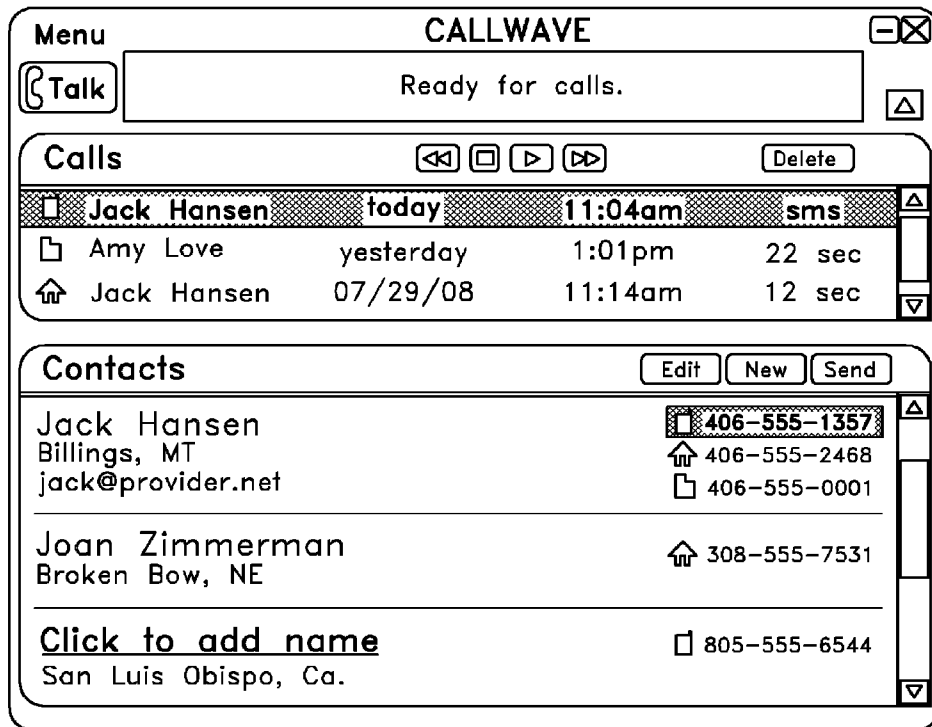 Menu CALLWAVE
Talk Ready for calls.
Calls Delete
Jack Hansen today 11:04am sms
Amy Love yesterday 1:01pm 22 sec
Jack Hansen 07/29/08 11:14am 12 sec
Contacts Edit New Send
Jack Hansen 406-555-1357
Billings, MT 406-555-2468
jack@provider.net 406-555-0001
Joan Zimmerman 308-555-7531
Broken Bow, NE
Click to add name 805-555-6544
San Luis Obispo, Ca.